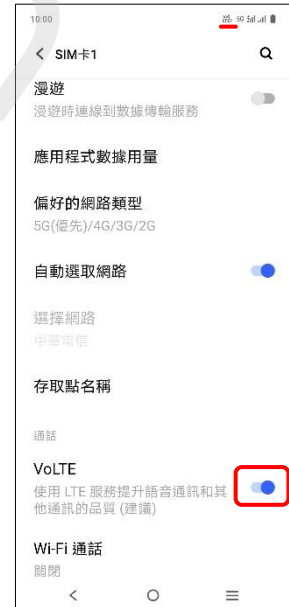 10:00
5G
SIM卡1
漫遊
漫遊時連線到數據傳輸服務
應用程式數據用量
偏好的網路類型
5G(優先)/4G/3G/2G
自動選取網路
選擇網路
中華電信
存取點名稱
通話
VoLTE
使用 LTE 服務提升語音通訊和其
他通訊的品質 (建議)
Wi-Fi 通話
關閉